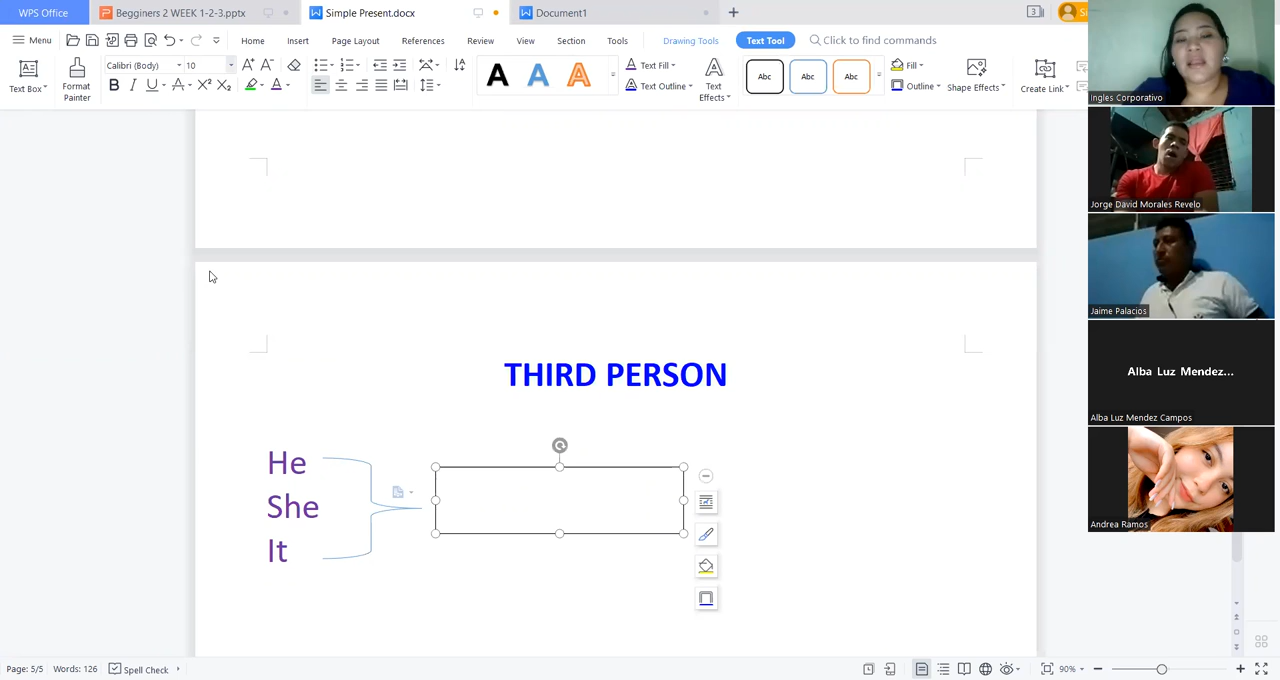 WPS Office
Begginers 2 WEEK 1-2-3.pptx
Simple Present.docx
Document1
3
Menu
Home
Insert
Page Layout
References
Review
View
Section
Tools
Drawing Tools
Text Tool
Click to find commands
Text Box
Format Painter
Calibri (Body)
10
A+ A-
B I U A X² X₂ A
A A A
Text Fill
Text Outline
Text Effects
Abc
Abc
Abc
Fill
Outline
Shape Effects
Create Link
Ingles Corporativo
Jorge David Morales Revelo
Jaime Palacios
Alba Luz Mendez...
Alba Luz Mendez Campos
Andrea Ramos
THIRD PERSON
He
She
It
Page: 5/5
Words: 126
Spell Check
90%